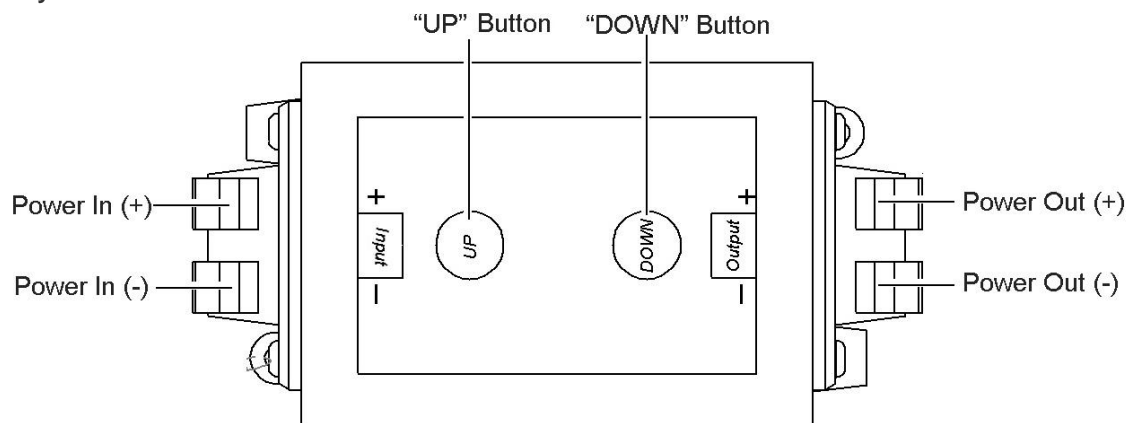 “UP” Button “DOWN” Button
Power In (+)
Power In (-)
+
Input
−
UP
DOWN
+
Output
−
Power Out (+)
Power Out (-)